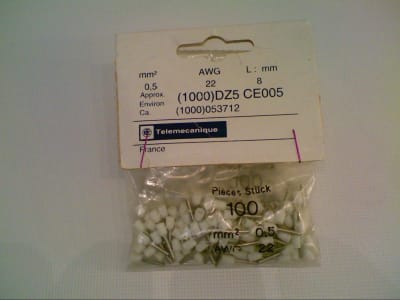 mm² AWG L : mm
0,5 22 8
Approx.
Environ (1000)DZ5 CE005
Ca. (1000)053712
Telemecanique
France
Pieces Stück
100
mm² 0,5
AWG 22